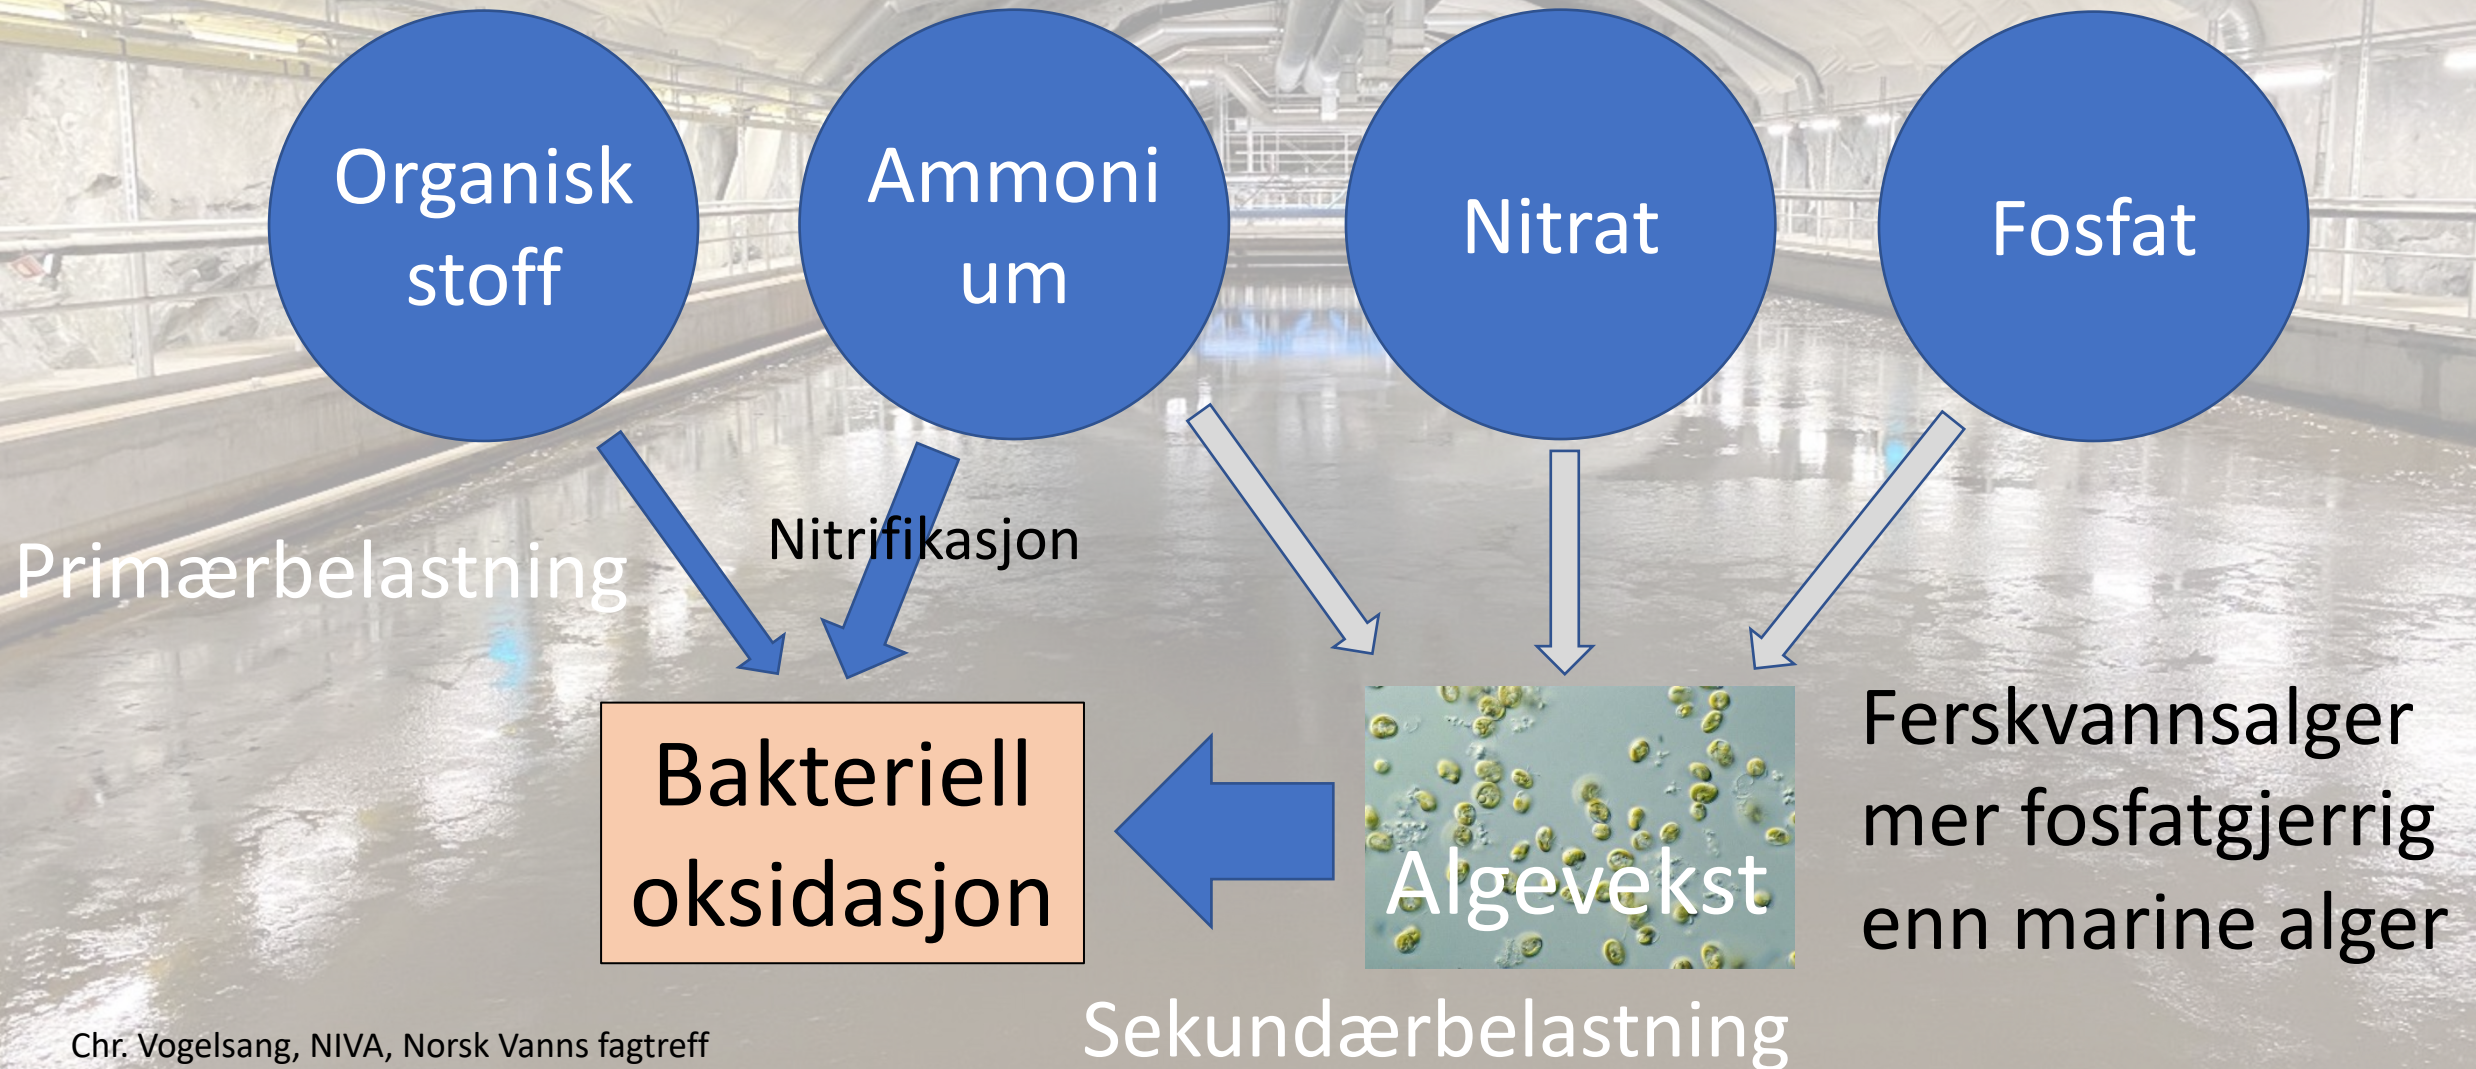 Organisk
stoff
Ammoni
um
Nitrat
Fosfat
Nitrifikasjon
Primærbelastning
Bakteriell
oksidasjon
Algevekst
Ferskvannsalger
mer fosfatgjerrig
enn marine alger
Sekundærbelastning
Chr. Vogelsang, NIVA, Norsk Vanns fagtreff